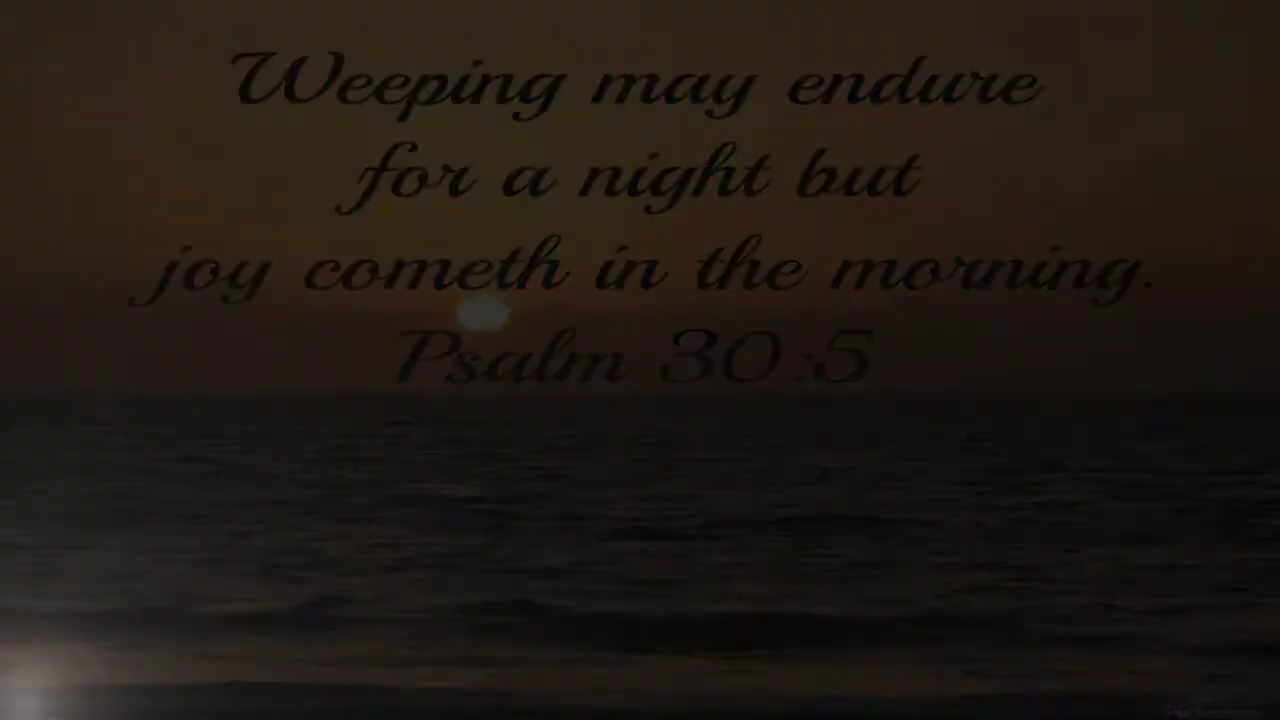 Weeping may endure
for a night but
joy cometh in the morning.
Psalm 30:5